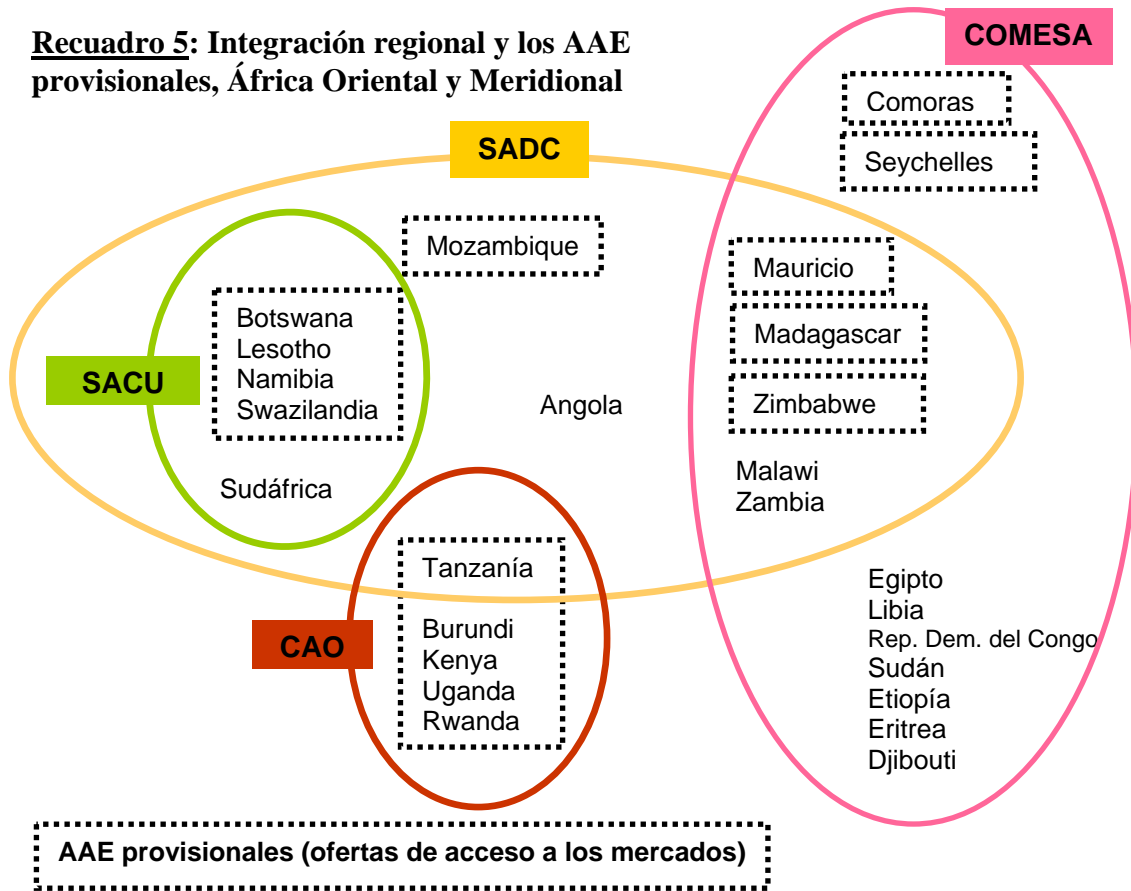 Recuadro 5: Integración regional y los AAE
provisionales, África Oriental y Meridional
COMESA
Comoras
Seychelles
SADC
Mozambique
Mauricio
Madagascar
Zimbabwe
Botswana
Lesotho
Namibia
Swazilandia
SACU
Angola
Sudáfrica
Malawi
Zambia
Tanzanía
Burundi
Kenya
Uganda
Rwanda
CAO
Egipto
Libia
Rep. Dem. del Congo
Sudán
Etiopía
Eritrea
Djibouti
AAE provisionales (ofertas de acceso a los mercados)